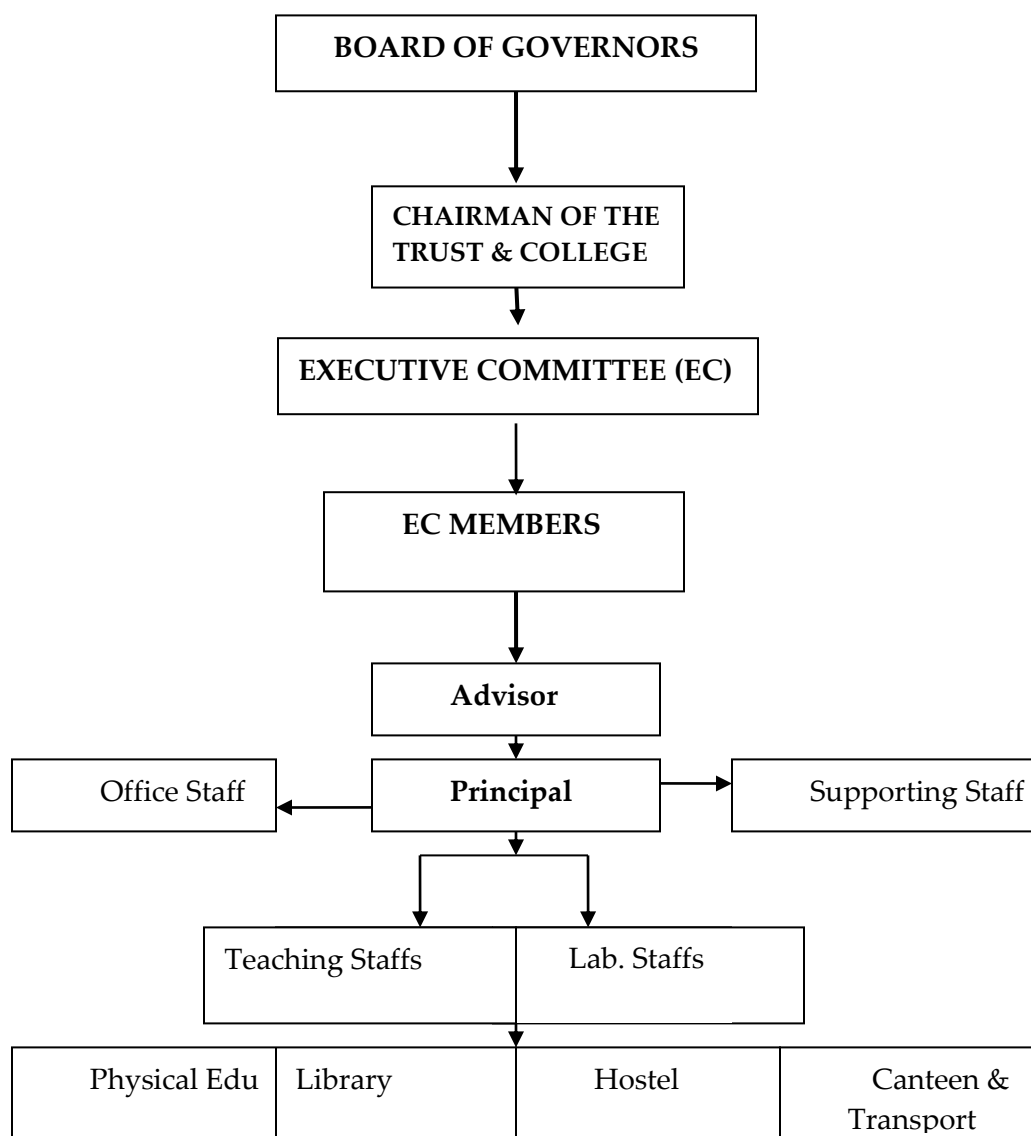 BOARD OF GOVERNORS
CHAIRMAN OF THE
TRUST & COLLEGE
EXECUTIVE COMMITTEE (EC)
EC MEMBERS
Advisor
Office Staff
Principal
Supporting Staff
Teaching Staffs
Lab. Staffs
Physical Edu
Library
Hostel
Canteen &
Transport